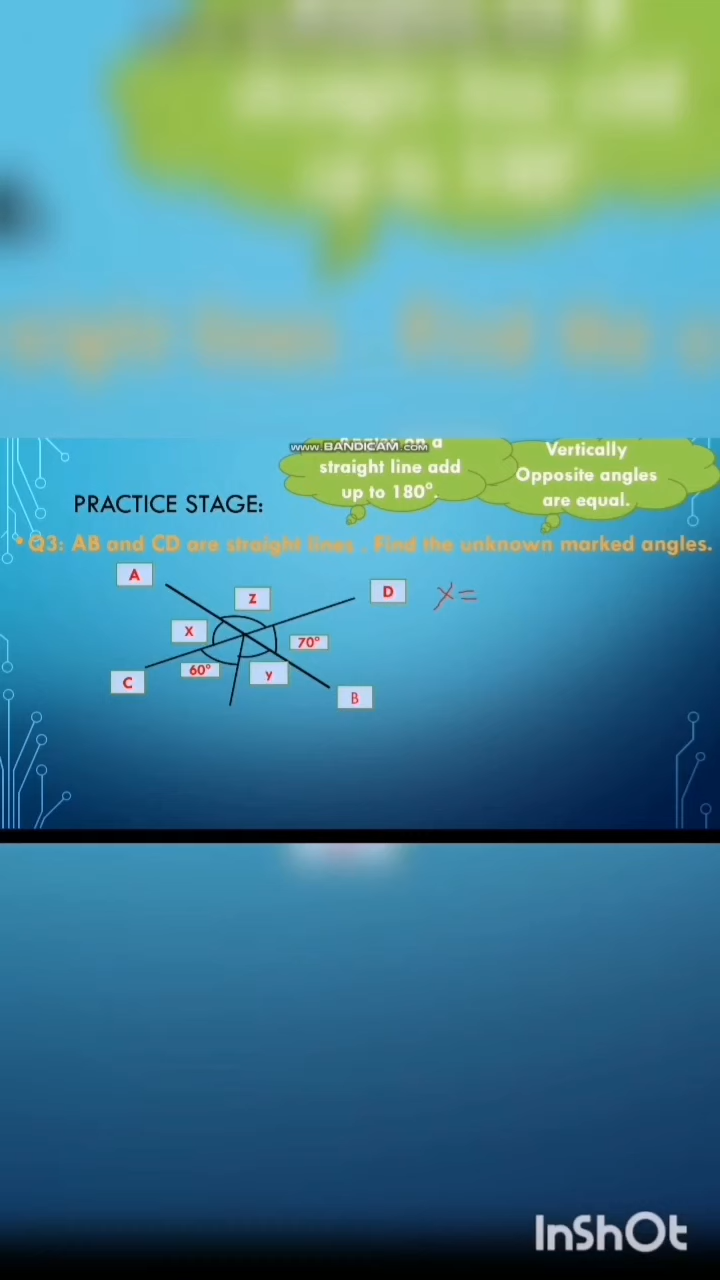 www.BANDICAM.com
straight line add
up to 180°.
Vertically
Opposite angles
are equal.
PRACTICE STAGE:
• Q3: AB and CD are straight lines . Find the unknown marked angles.
A
Z
D
X=
X
70°
60°
y
C
B
InShOt